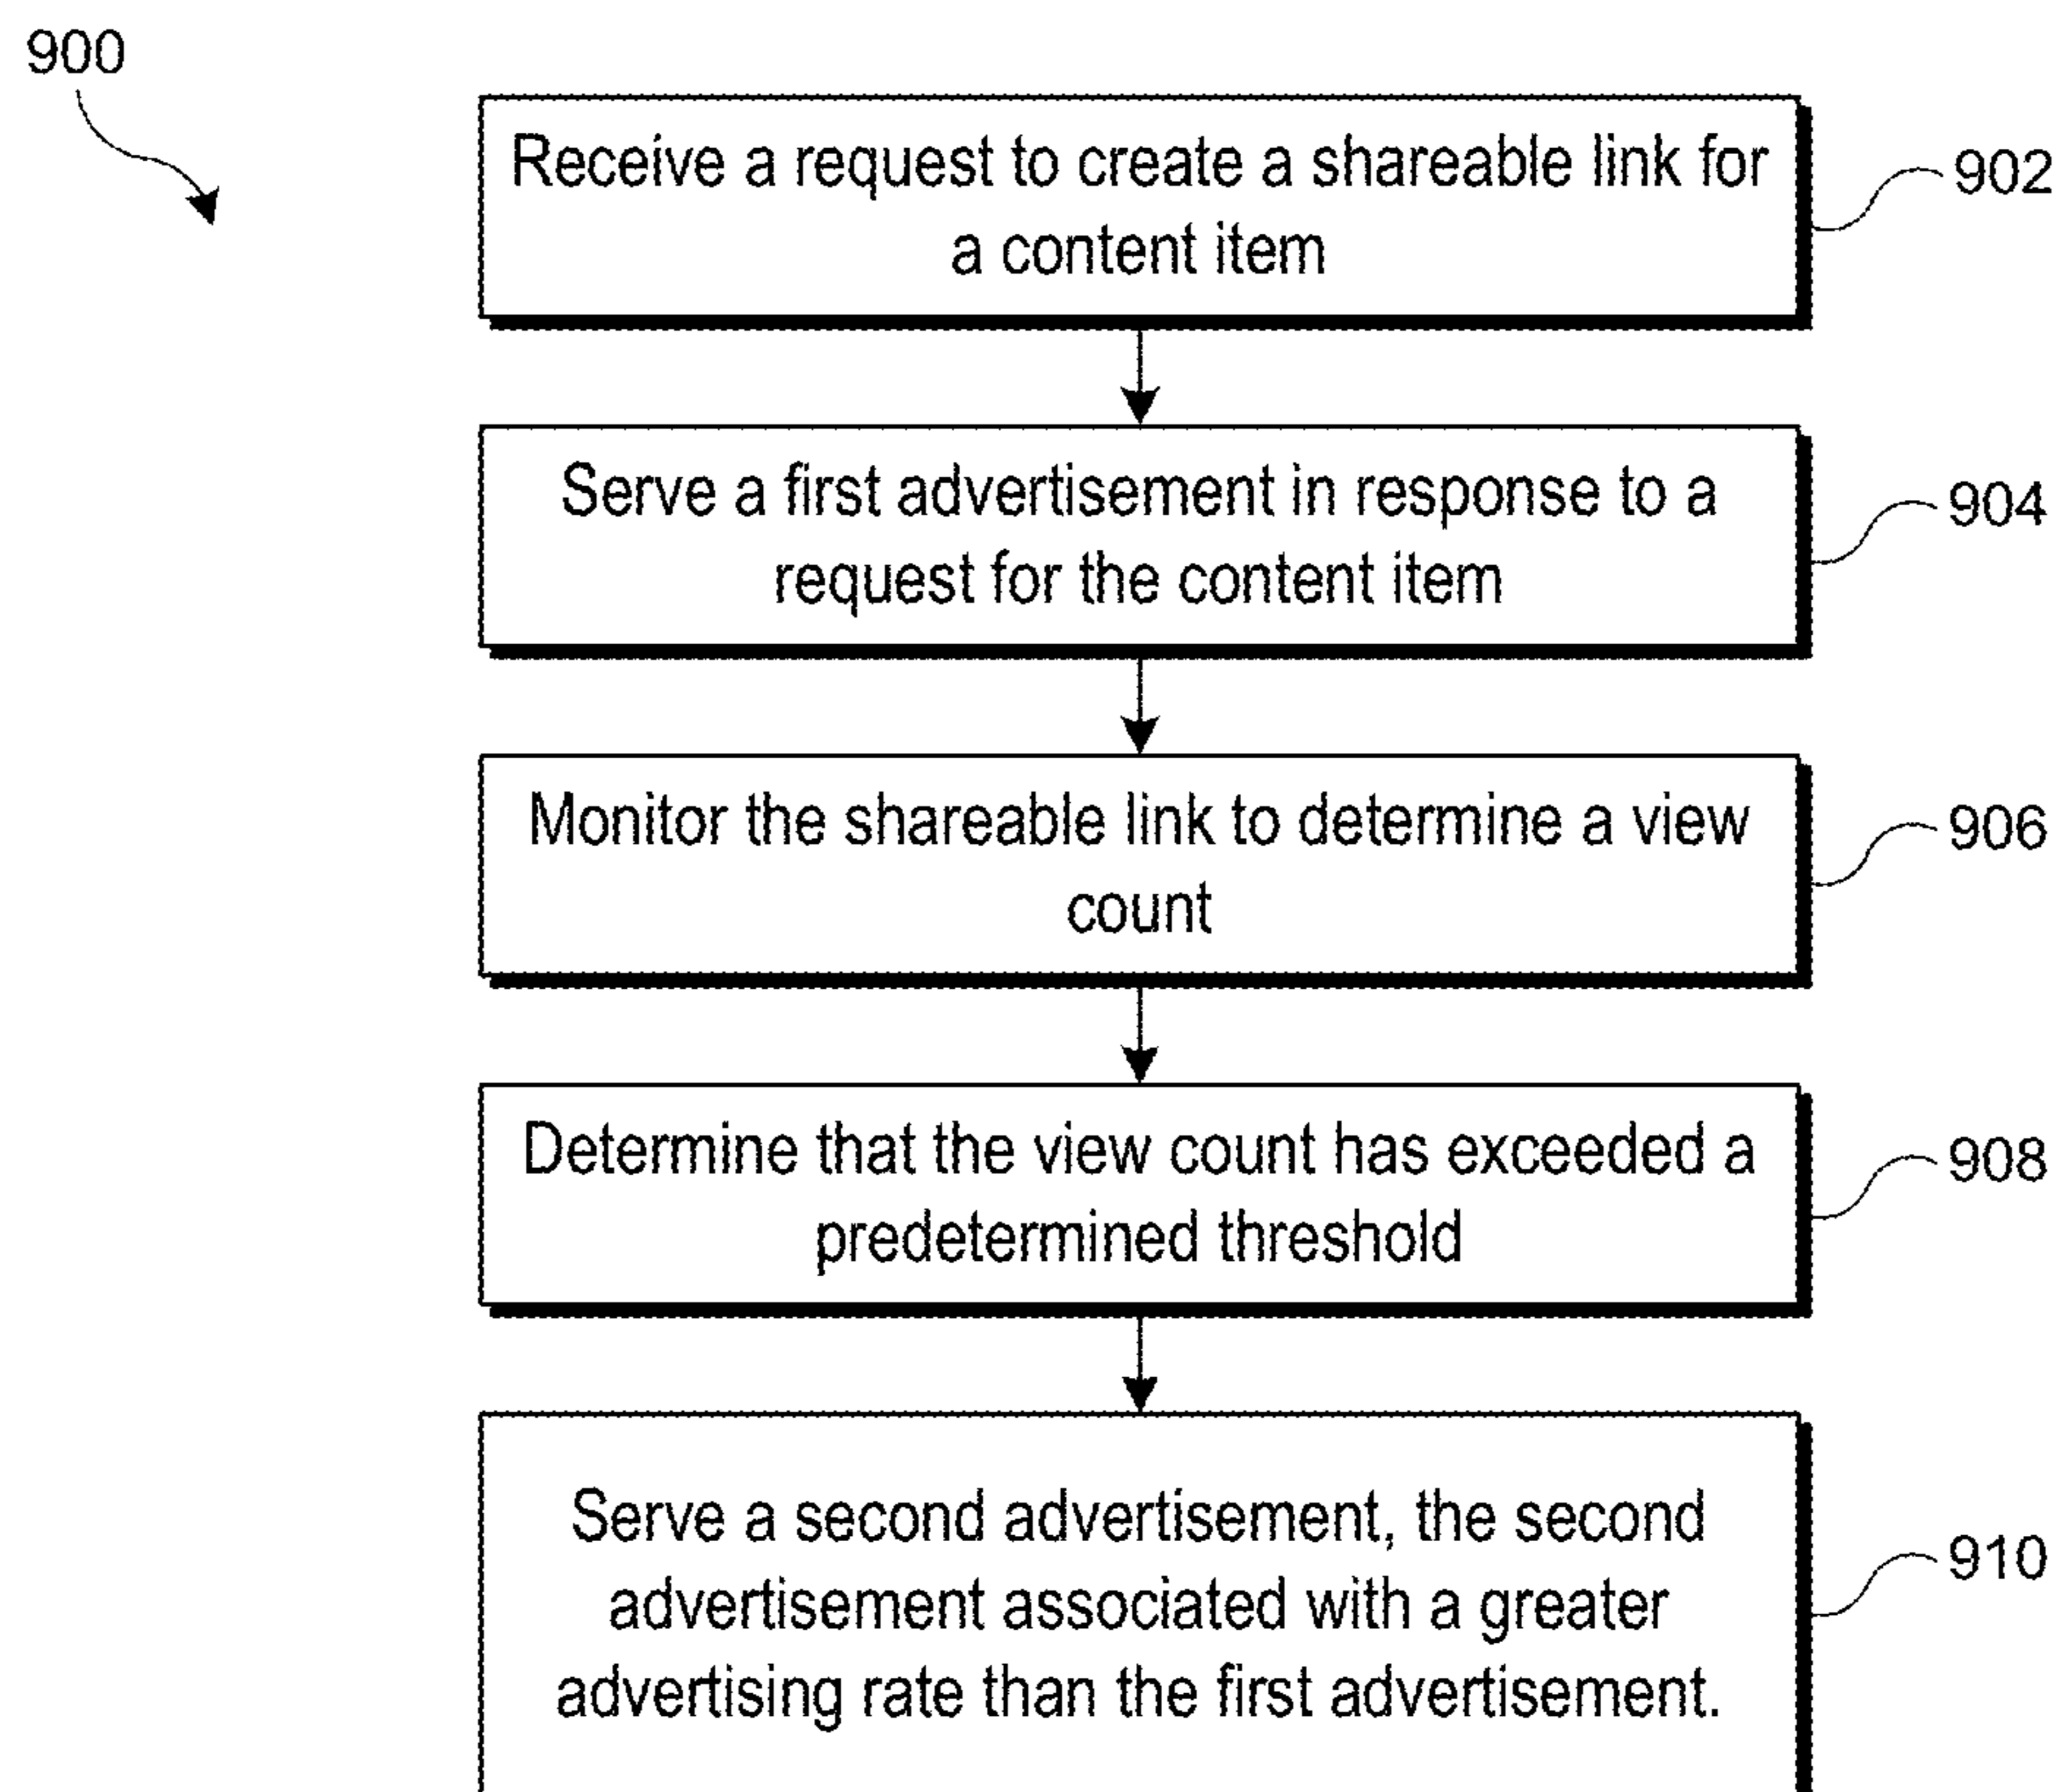 900
Receive a request to create a shareable link for
a content item
902
Serve a first advertisement in response to a
request for the content item
904
Monitor the shareable link to determine a view
count
906
Determine that the view count has exceeded a
predetermined threshold
908
Serve a second advertisement, the second
advertisement associated with a greater
advertising rate than the first advertisement.
910